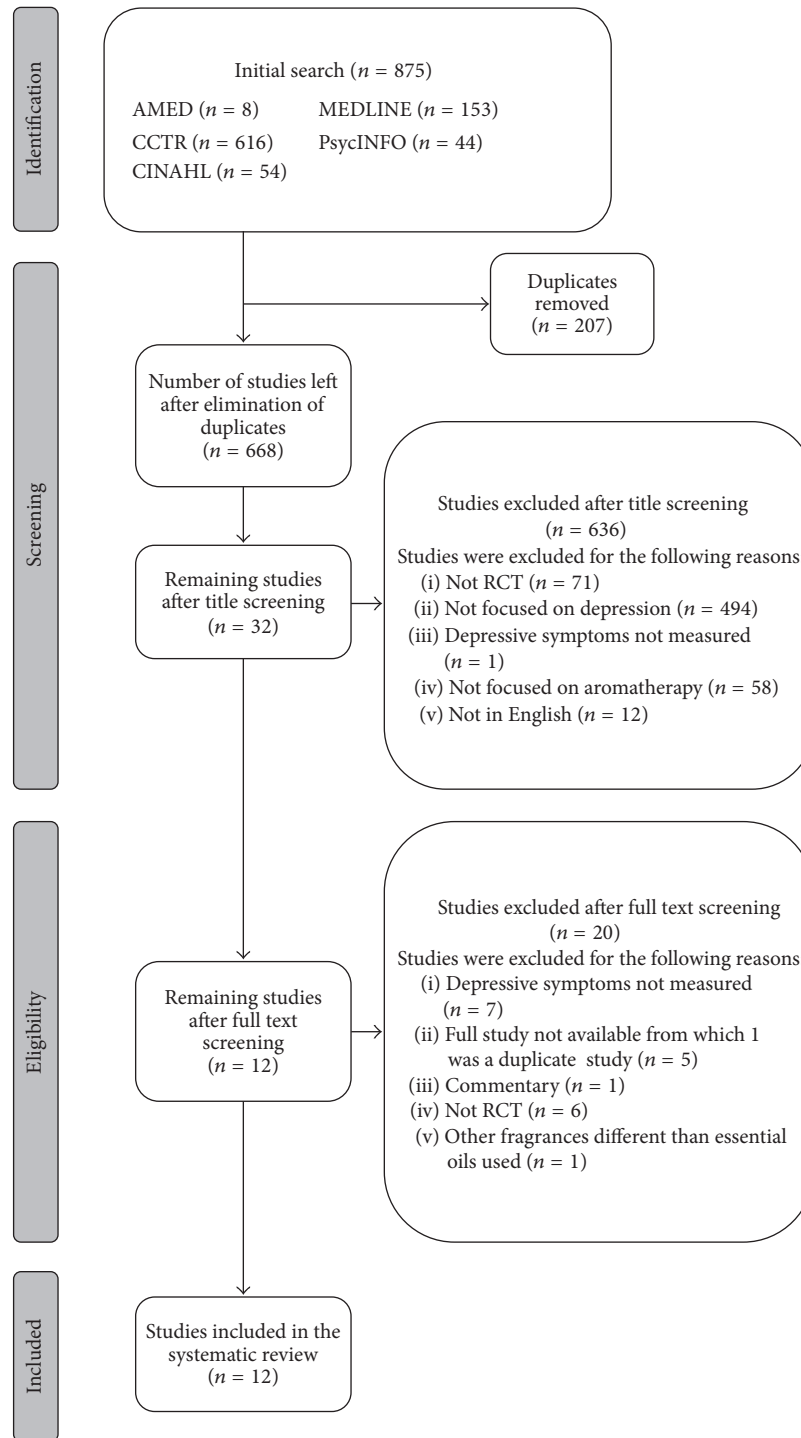 Identification
Initial search (n = 875)
AMED (n = 8)
MEDLINE (n = 153)
CCTR (n = 616)
PsycINFO (n = 44)
CINAHL (n = 54)
Screening
Duplicates
removed
(n = 207)
Number of studies left
after elimination of
duplicates
(n = 668)
Remaining studies
after title screening
(n = 32)
Studies excluded after title screening
(n = 636)
Studies were excluded for the following reasons
(i) Not RCT (n = 71)
(ii) Not focused on depression (n = 494)
(iii) Depressive symptoms not measured
(n = 1)
(iv) Not focused on aromatherapy (n = 58)
(v) Not in English (n = 12)
Eligibility
Remaining studies
after full text
screening
(n = 12)
Studies excluded after full text screening
(n = 20)
Studies were excluded for the following reasons
(i) Depressive symptoms not measured
(n = 7)
(ii) Full study not available from which 1
was a duplicate study (n = 5)
(iii) Commentary (n = 1)
(iv) Not RCT (n = 6)
(v) Other fragrances different than essential
oils used (n = 1)
Included
Studies included in the
systematic review
(n = 12)